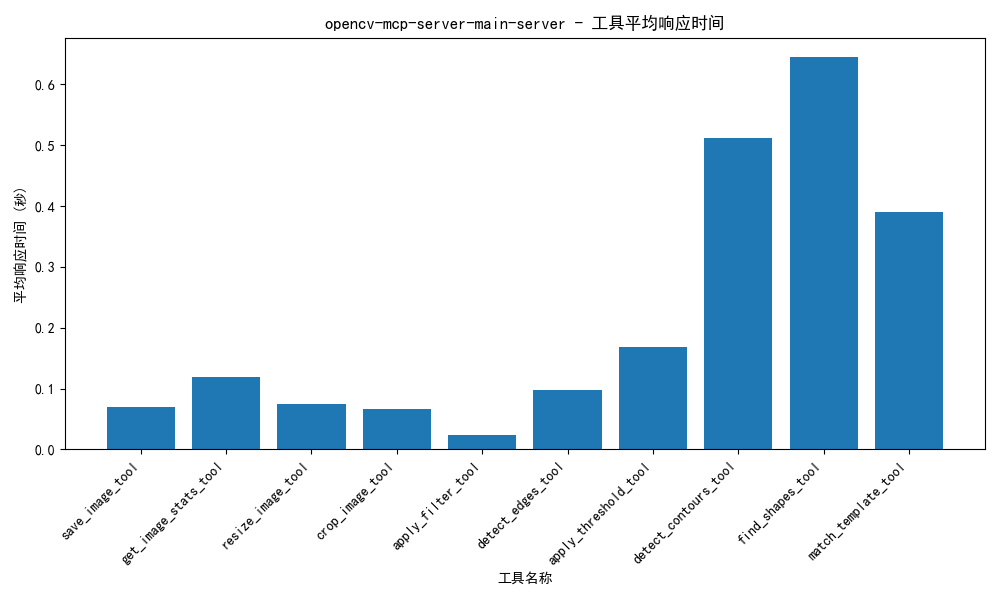 opencv-mcp-server-main-server - 工具平均响应时间
平均响应时间 (秒)
0.6
0.5
0.4
0.3
0.2
0.1
0.0
save_image_tool
get_image_stats_tool
resize_image_tool
crop_image_tool
apply_filter_tool
detect_edges_tool
apply_threshold_tool
detect_contours_tool
find_shapes_tool
match_template_tool
工具名称